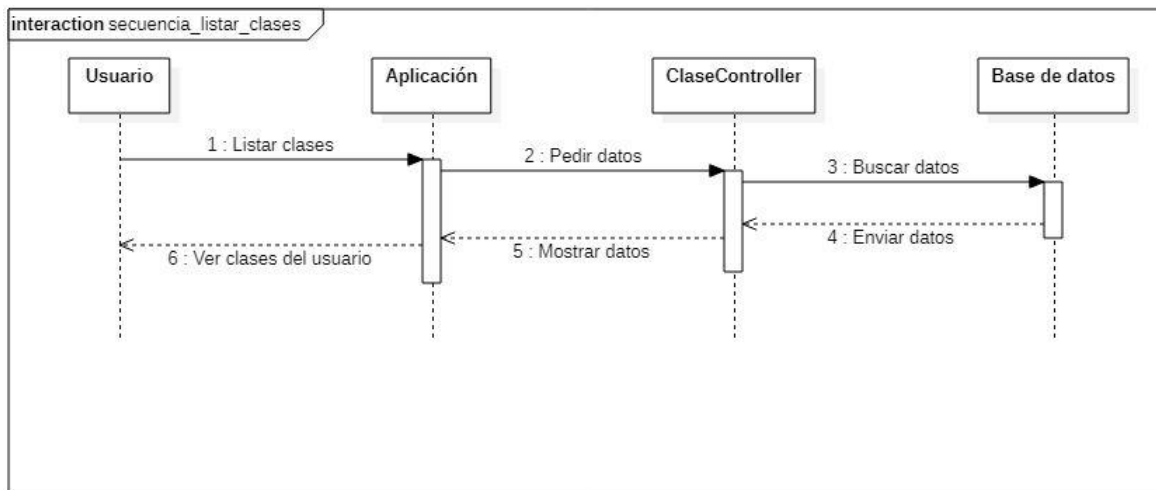 interaction secuencia_listar_clases
Usuario
Aplicación
ClaseController
Base de datos
1 : Listar clases
2 : Pedir datos
3 : Buscar datos
4 : Enviar datos
5 : Mostrar datos
6 : Ver clases del usuario